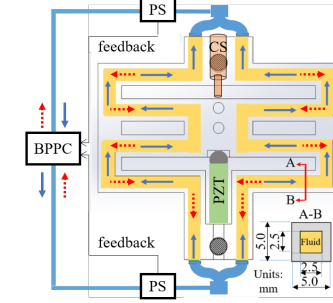 PS
feedback
CS
BPPC
A
PZT
B
A-B
5.0
2.5
Fluid
feedback
2.5
Units:
mm
5.0
PS